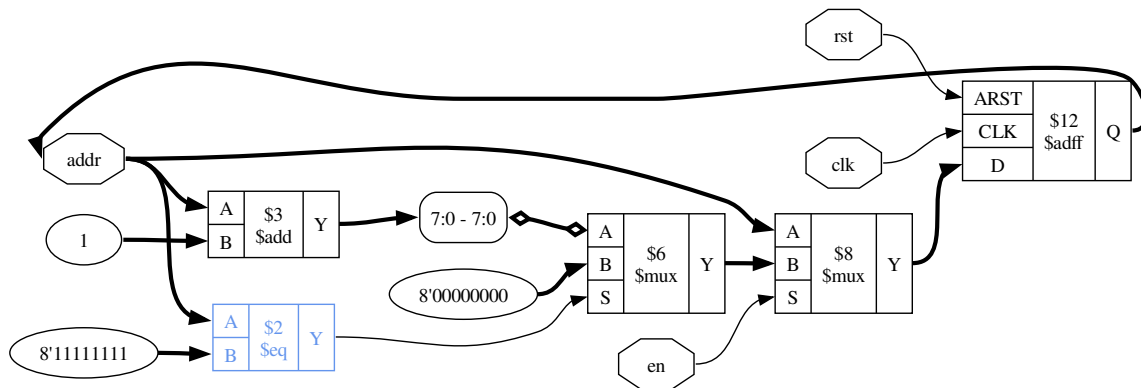 rst
ARST
CLK
D
$12
$adff
Q
clk
addr
A
B
$3
$add
Y
1
7:0 - 7:0
A
B
S
$6
$mux
Y
8'00000000
A
B
S
$8
$mux
Y
A
B
$2
$eq
Y
8'11111111
en